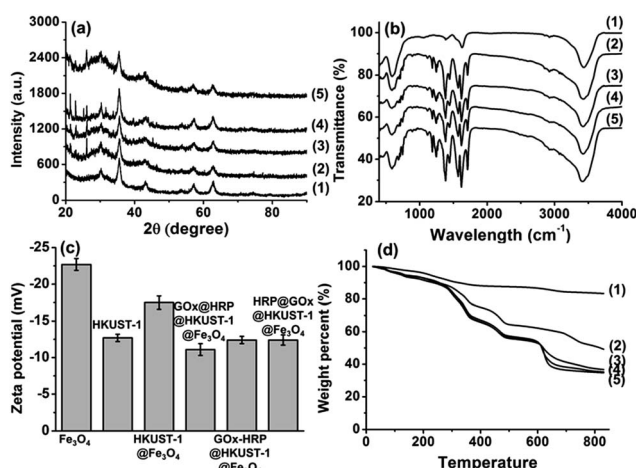 (a)
3000
2400
1800
1200
600
0
Intensity (a.u.)
(5)
(4)
(3)
(2)
(1)
20 40 60 80
2θ (degree)
(b)
100
80
60
40
20
Transmittance (%)
(1)
(2)
(3)
(4)
(5)
1000 2000 3000 4000
Wavelength (cm-1)
(c)
-25
-20
-15
-10
-5
0
Zeta potential (mV)
Fe3O4
HKUST-1
HKUST-1
@Fe3O4
GOx@HRP
@HKUST-1
@Fe3O4
GOx-HRP
@HKUST-1
@Fe3O
HRP@GOx
@HKUST-1
@Fe3O4
(d)
100
80
60
40
20
0
Weight percent (%)
(1)
(2)
(3)
(4)
(5)
0 200 400 600 800
Temperature